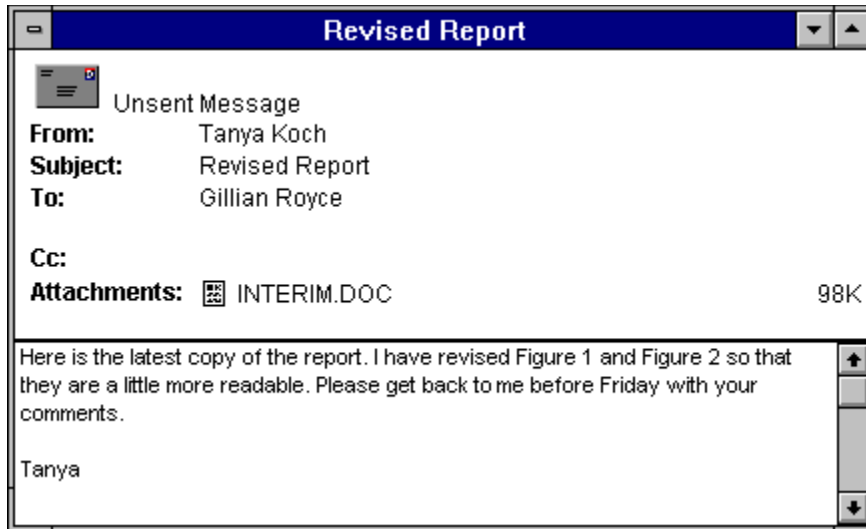 Revised Report
Unsent Message
From: Tanya Koch
Subject: Revised Report
To: Gillian Royce
Cc:
Attachments: INTERIM.DOC 98K
Here is the latest copy of the report. I have revised Figure 1 and Figure 2 so that
they are a little more readable. Please get back to me before Friday with your
comments.
Tanya